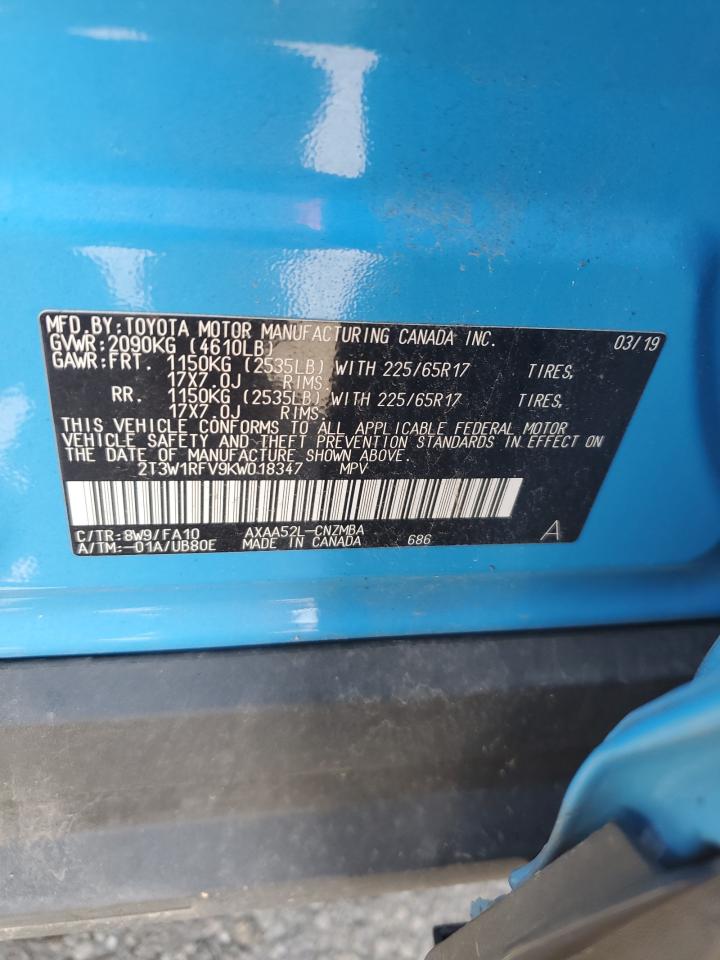 MFD.BY:TOYOTA MOTOR MANUFACTURING CANADA INC. 03/19
GVWR:2090KG (4610LB)
GAWR:FRT. 1150KG (2535LB) WITH 225/65R17 TIRES,
17X7.0J RIMS.
RR. 1150KG (2535LB) WITH 225/65R17 TIRES,
17X7.0J RIMS.
THIS VEHICLE CONFORMS TO ALL APPLICABLE FEDERAL MOTOR
VEHICLE SAFETY AND THEFT PREVENTION STANDARDS IN EFFECT ON
THE DATE OF MANUFACTURE SHOWN ABOVE.
2T3W1RFV9KW018347 MPV
C/TR:8W9/FA10 AXAA52L-CNZMBA A
A/TM:-01A/UB80E MADE IN CANADA 686